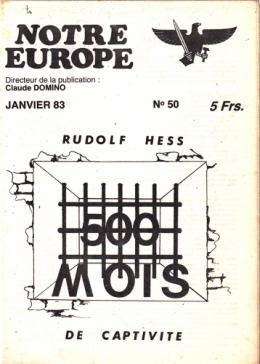 NOTRE
EUROPE
Directeur de la publication :
Claude DOMINO
JANVIER 83 Nº 50 5 Frs.
RUDOLF HESS
500
MOIS
DE CAPTIVITE